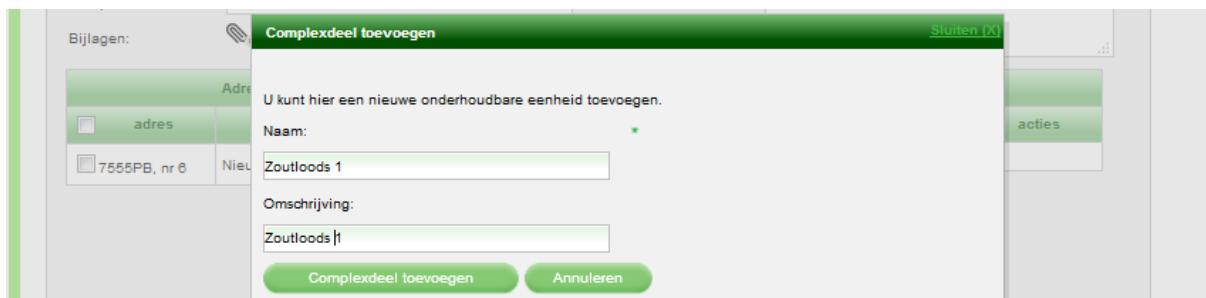 Complexdeel toevoegen Sluiten (X)
Bijlagen:
Adre
U kunt hier een nieuwe onderhoudbare eenheid toevoegen.
adres acties
Naam: *
7555PB, nr 6 Nieu Zoutloods 1
Omschrijving:
Zoutloods 1
Complexdeel toevoegen Annuleren